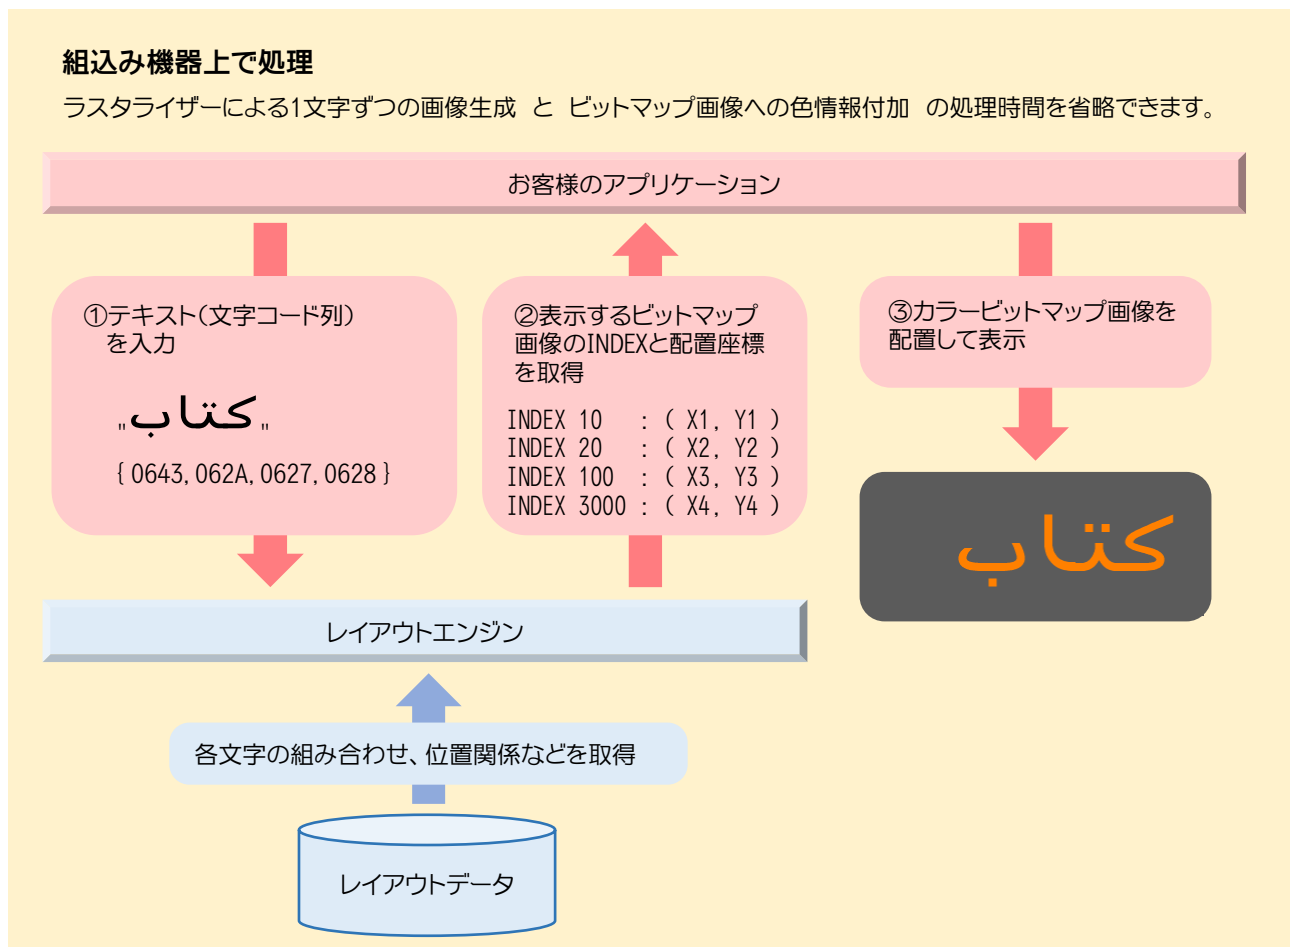 組込み機器上で処理
ラスタライザーによる1文字ずつの画像生成 と ビットマップ画像への色情報付加 の処理時間を省略できます。
お客様のアプリケーション
①テキスト(文字コード列)
を入力
"كتاب"
{ 0643, 062A, 0627, 0628 }
②表示するビットマップ
画像のINDEXと配置座標
を取得
INDEX 10 : ( X1, Y1 )
INDEX 20 : ( X2, Y2 )
INDEX 100 : ( X3, Y3 )
INDEX 3000 : ( X4, Y4 )
③カラービットマップ画像を
配置して表示
كتاب
レイアウトエンジン
各文字の組み合わせ、位置関係などを取得
レイアウトデータ